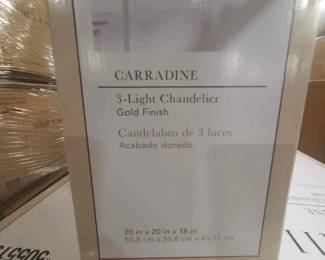 CARRADINE
3-Light Chandelier
Gold Finish
Candelabro de 3 luces
Acabado dorado
20 in x 20 in x 18 in
50,8 cm x 50,8 cm x 45,72 cm